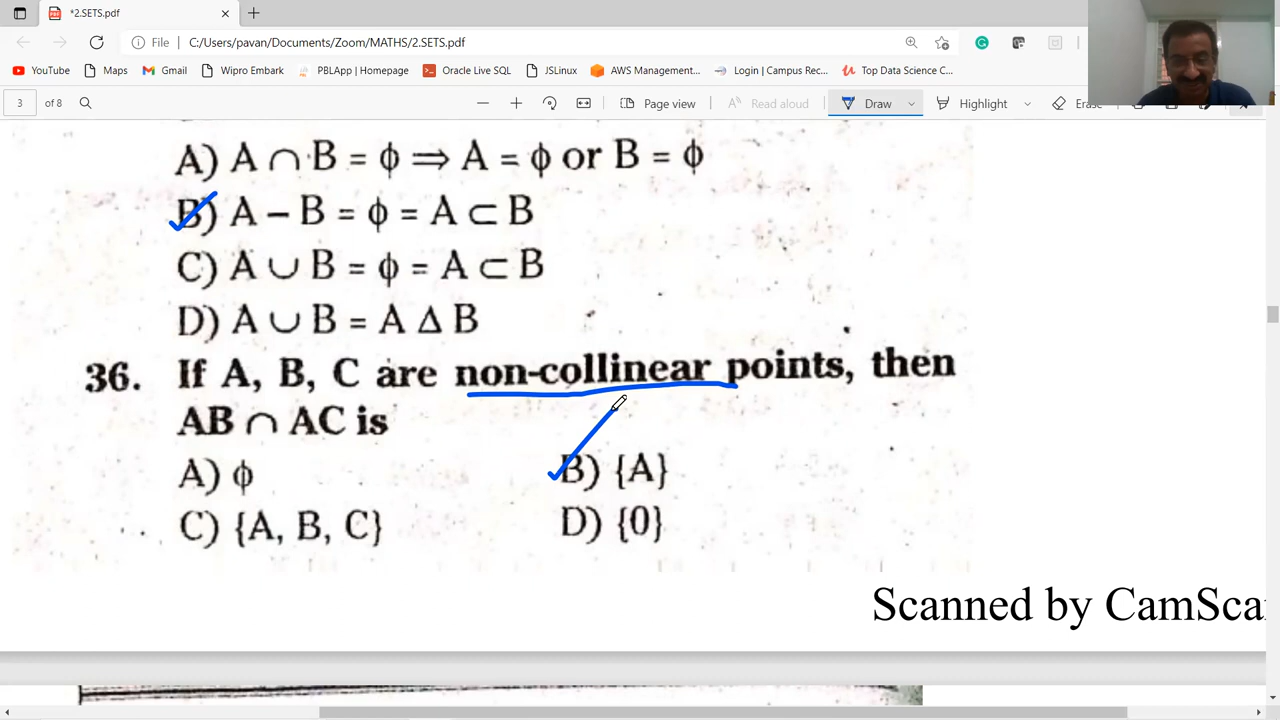 *2.SETS.pdf
File C:/Users/pavan/Documents/Zoom/MATHS/2.SETS.pdf
YouTube Maps Gmail Wipro Embark PBLApp | Homepage Oracle Live SQL JSLinux AWS Management... Login | Campus Rec... Top Data Science C...
3 of 8 Page view Read aloud Draw Highlight
A) A ∩ B = ϕ ⇒ A = ϕ or B = ϕ
B) A – B = ϕ = A ⊂ B
C) A ∪ B = ϕ = A ⊂ B
D) A ∪ B = A Δ B
36. If A, B, C are non-collinear points, then
AB ∩ AC is
A) ϕ B) {A}
C) {A, B, C} D) {0}
Scanned by